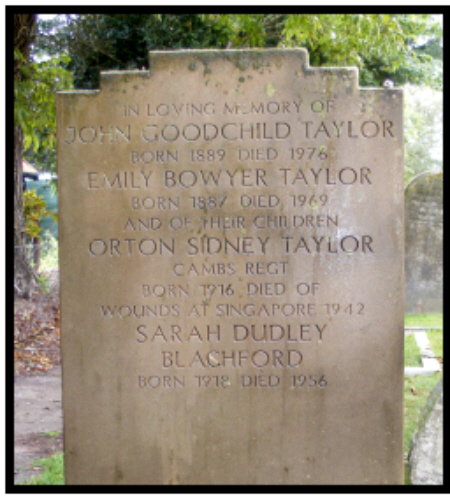 IN LOVING MEMORY OF
JOHN GOODCHILD TAYLOR
BORN 1889 DIED 1976
EMILY BOWYER TAYLOR
BORN 1887 DIED 1969
AND OF THEIR CHILDREN
ORTON SIDNEY TAYLOR
CAMBS REGT
BORN 1916 DIED OF
WOUNDS AT SINGAPORE 1942
SARAH DUDLEY
BLACHFORD
BORN 1918 DIED 1956